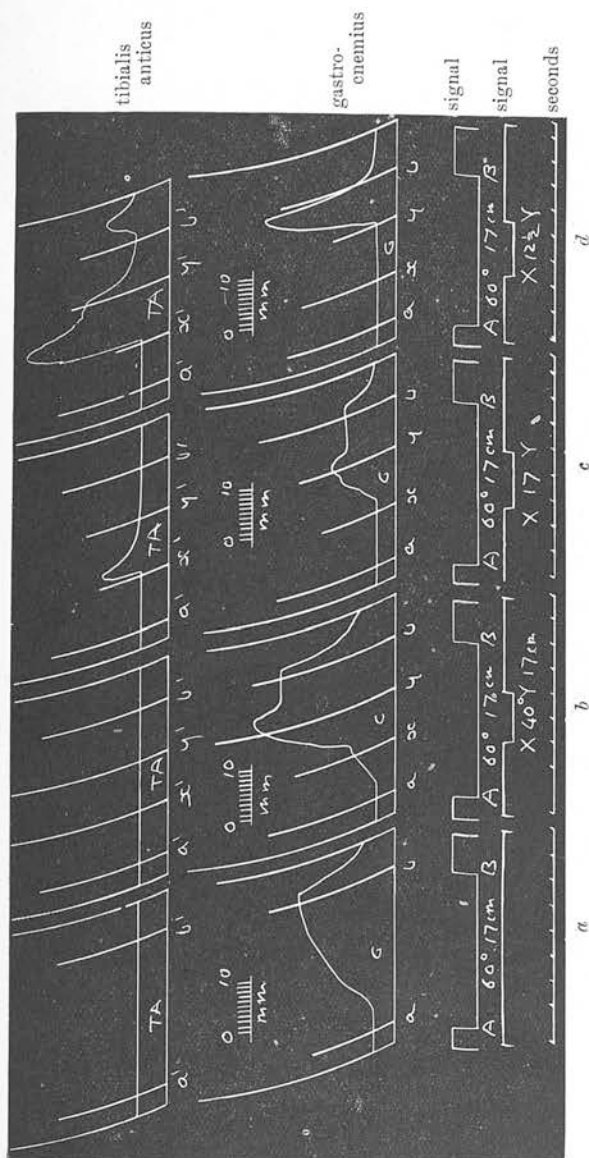 tibialis anticus
TA TA TA TA
a' b' a' x' y' b' a' x' y' b' a' x' y' b'
0 10 0 10 0 10 0 -10
mm mm mm mm
gastro-
cnemius
G G G G
a b a x y b a x y b a x y b
signal
A 60° 17cm B A 60° 17cm B A 60° 17cm B A 60° 17cm B
signal
X 40° Y 17cm X 17 Y X 12½ Y
seconds
a b c d